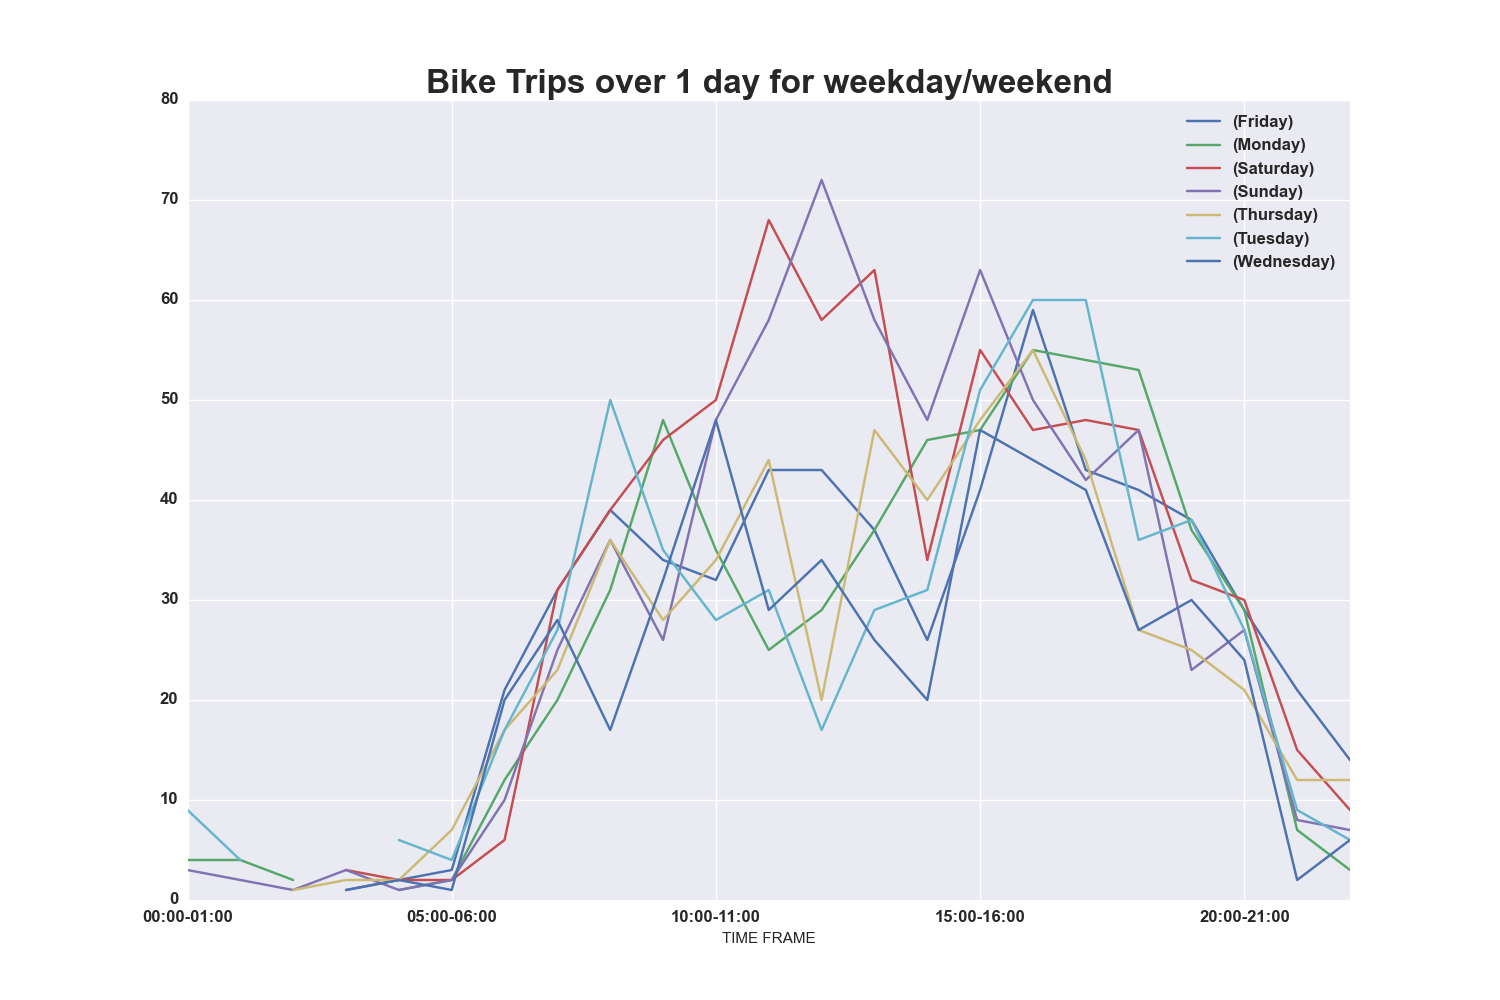 Bike Trips over 1 day for weekday/weekend
80
70
60
50
40
30
20
10
0
(Friday)
(Monday)
(Saturday)
(Sunday)
(Thursday)
(Tuesday)
(Wednesday)
00:00-01:00 05:00-06:00 10:00-11:00 15:00-16:00 20:00-21:00
TIME FRAME